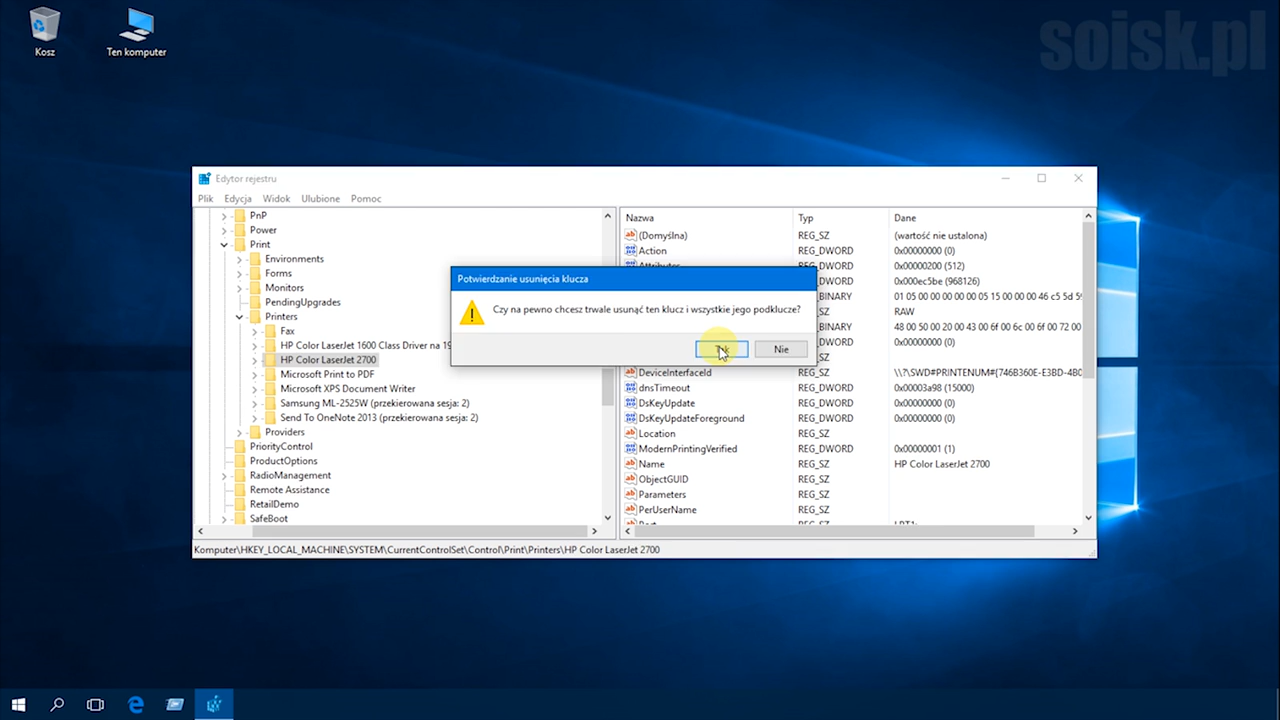 Kosz
Ten komputer
soisk.pl
Edytor rejestru
Plik Edycja Widok Ulubione Pomoc
PnP
Power
Print
Environments
Forms
Monitors
PendingUpgrades
Printers
Fax
HP Color LaserJet 1600 Class Driver na 19
HP Color LaserJet 2700
Microsoft Print to PDF
Microsoft XPS Document Writer
Samsung ML-2525W (przekierowana sesja: 2)
Send To OneNote 2013 (przekierowana sesja: 2)
Providers
PriorityControl
ProductOptions
RadioManagement
Remote Assistance
RetailDemo
SafeBoot
Nazwa Typ Dane
(Domyślna) REG_SZ (wartość nie ustalona)
Action REG_DWORD 0x00000000 (0)
Attributes REG_DWORD 0x00000200 (512)
REG_DWORD 0x000ec5be (968126)
BINARY 01 05 00 00 00 00 00 05 15 00 00 00 46 c5 5d 59
SZ RAW
BINARY 48 00 50 00 20 00 43 00 6f 00 6c 00 6f 00 72 00
DWORD 0x00000000 (0)
SZ
DeviceInterfaceId REG_SZ \\?\SWD#PRINTENUM#{746B360E-E3BD-4B0
dnsTimeout REG_DWORD 0x00003a98 (15000)
DsKeyUpdate REG_DWORD 0x00000000 (0)
DsKeyUpdateForeground REG_DWORD 0x00000000 (0)
Location REG_SZ
ModernPrintingVerified REG_DWORD 0x00000001 (1)
Name REG_SZ HP Color LaserJet 2700
ObjectGUID REG_SZ
Parameters REG_SZ
PerUserName REG_SZ
Port REG_SZ LPT1:
Potwierdzanie usunięcia klucza
Czy na pewno chcesz trwale usunąć ten klucz i wszystkie jego podklucze?
Tak Nie
Komputer\HKEY_LOCAL_MACHINE\SYSTEM\CurrentControlSet\Control\Print\Printers\HP Color LaserJet 2700